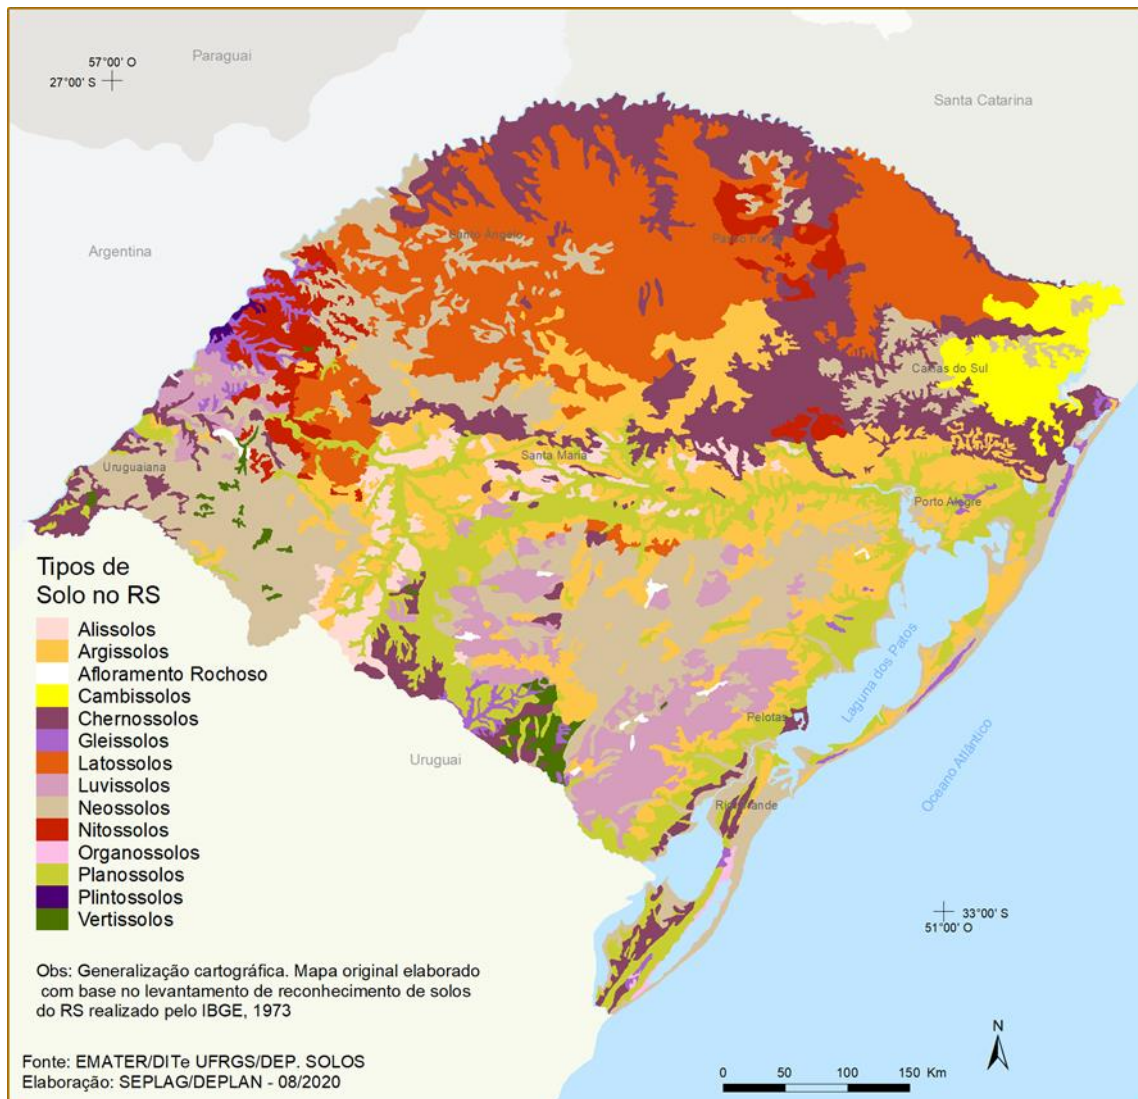 Paraguai
57°00' O
27°00' S
Santa Catarina
Argentina
Santo Ângelo
Passo Fundo
Caxias do Sul
Uruguaiana
Santa Maria
Porto Alegre
Laguna dos Patos
Pelotas
Uruguai
Oceano Atlântico
Rio Grande
Tipos de
Solo no RS
Alissolos
Argissolos
Afloramento Rochoso
Cambissolos
Chernossolos
Gleissolos
Latossolos
Luvissolos
Neossolos
Nitossolos
Organossolos
Planossolos
Plintossolos
Vertissolos
33°00' S
51°00' O
Obs: Generalização cartográfica. Mapa original elaborado
com base no levantamento de reconhecimento de solos
do RS realizado pelo IBGE, 1973
Fonte: EMATER/DITe UFRGS/DEP. SOLOS
Elaboração: SEPLAG/DEPLAN - 08/2020
N
0 50 100 150 Km